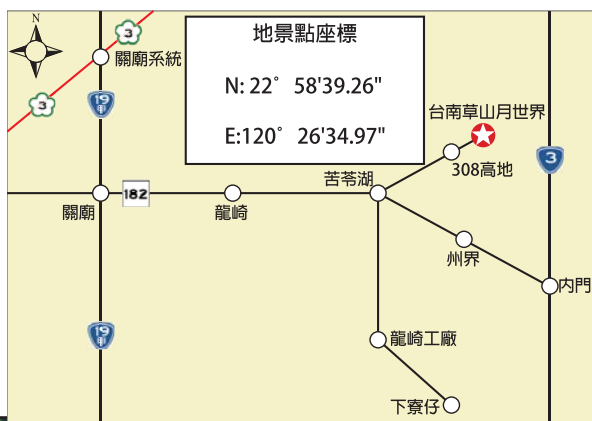 地景點座標
N: 22° 58'39.26"
E:120° 26'34.97"
3
關廟系統
3
19
甲
台南草山月世界
308高地
3
苦苓湖
182
關廟
龍崎
州界
內門
19
甲
龍崎工廠
下寮仔